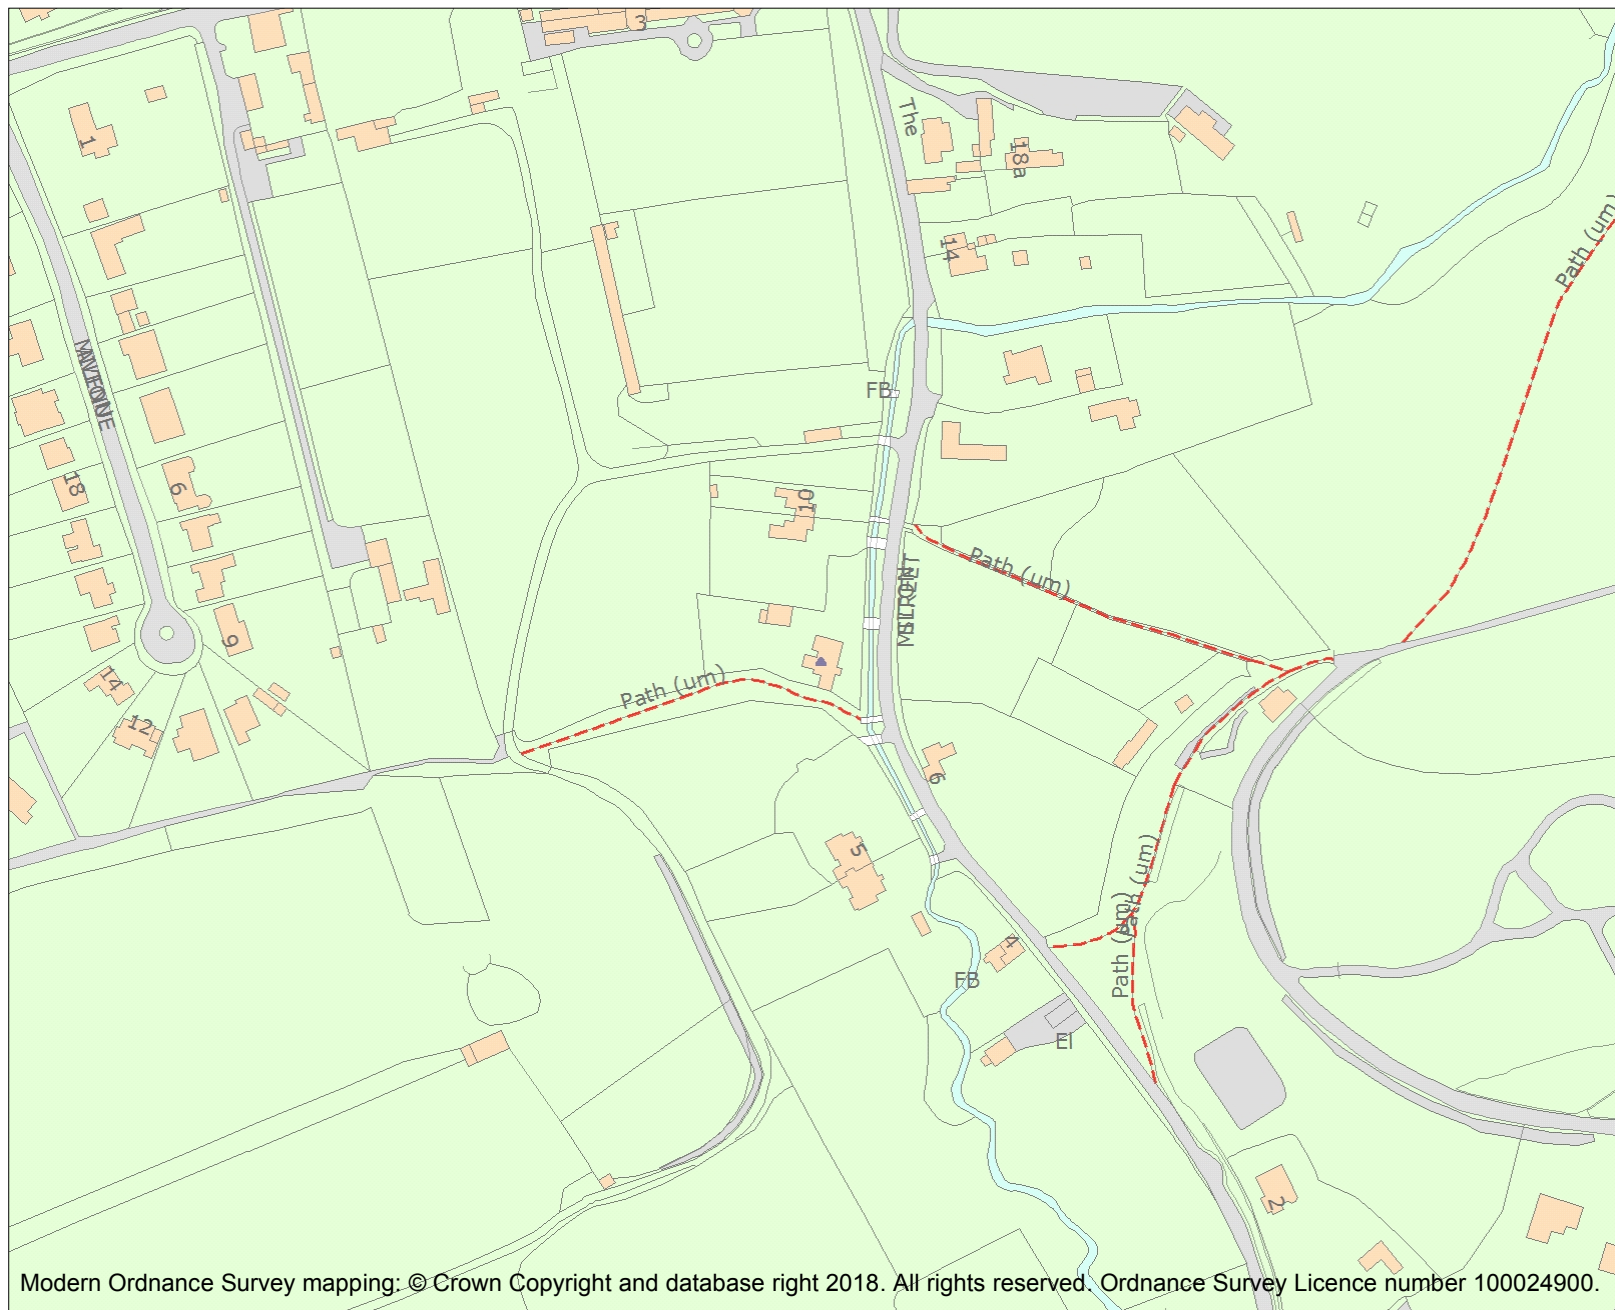 3
The
1
18a
Path (um)
14
FB
18
6
10
Path (um)
MILTON
STREET
9
14
Path (um)
12
6
5
Path (um)
Path (um)
4
FB
El
2
Modern Ordnance Survey mapping: © Crown Copyright and database right 2018. All rights reserved. Ordnance Survey Licence number 100024900.